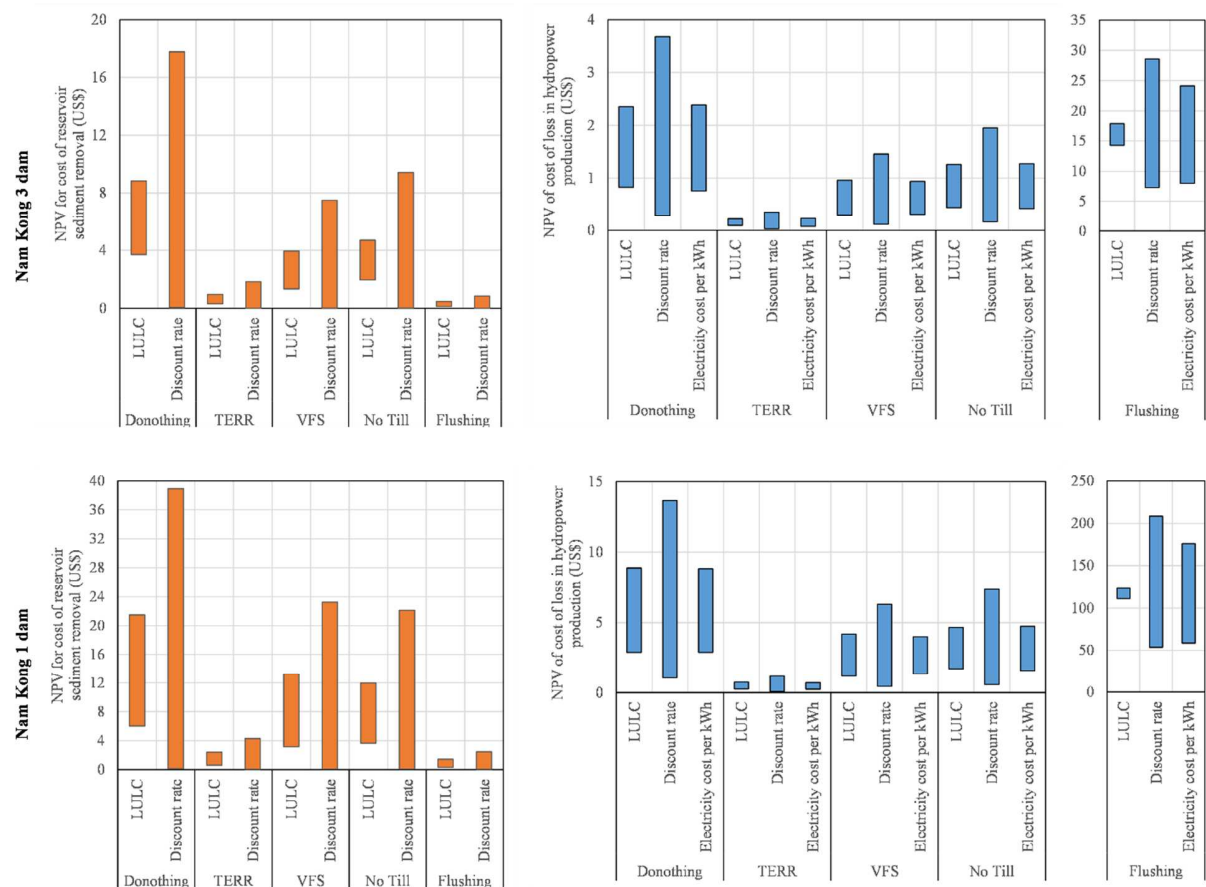 Nam Kong 3 dam
NPV for cost of reservoir
sediment removal (US$)
20
16
12
8
4
0
LULC
Discount rate
LULC
Discount rate
LULC
Discount rate
LULC
Discount rate
LULC
Discount rate
Donothing
TERR
VFS
No Till
Flushing
NPV of cost of loss in hydropower
production (US$)
4
3
2
1
0
LULC
Discount rate
Electricity cost per kWh
LULC
Discount rate
Electricity cost per kWh
LULC
Discount rate
Electricity cost per kWh
LULC
Discount rate
Electricity cost per kWh
Donothing
TERR
VFS
No Till
35
30
25
20
15
10
5
0
LULC
Discount rate
Electricity cost per kWh
Flushing
Nam Kong 1 dam
NPV for cost of reservoir
sediment removal (US$)
40
36
32
28
24
20
16
12
8
4
0
LULC
Discount rate
LULC
Discount rate
LULC
Discount rate
LULC
Discount rate
LULC
Discount rate
Donothing
TERR
VFS
No Till
Flushing
NPV of cost of loss in hydropower
production (US$)
15
10
5
0
LULC
Discount rate
Electricity cost per kWh
LULC
Discount rate
Electricity cost per kWh
LULC
Discount rate
Electricity cost per kWh
LULC
Discount rate
Electricity cost per kWh
Donothing
TERR
VFS
No Till
250
200
150
100
50
0
LULC
Discount rate
Electricity cost per kWh
Flushing